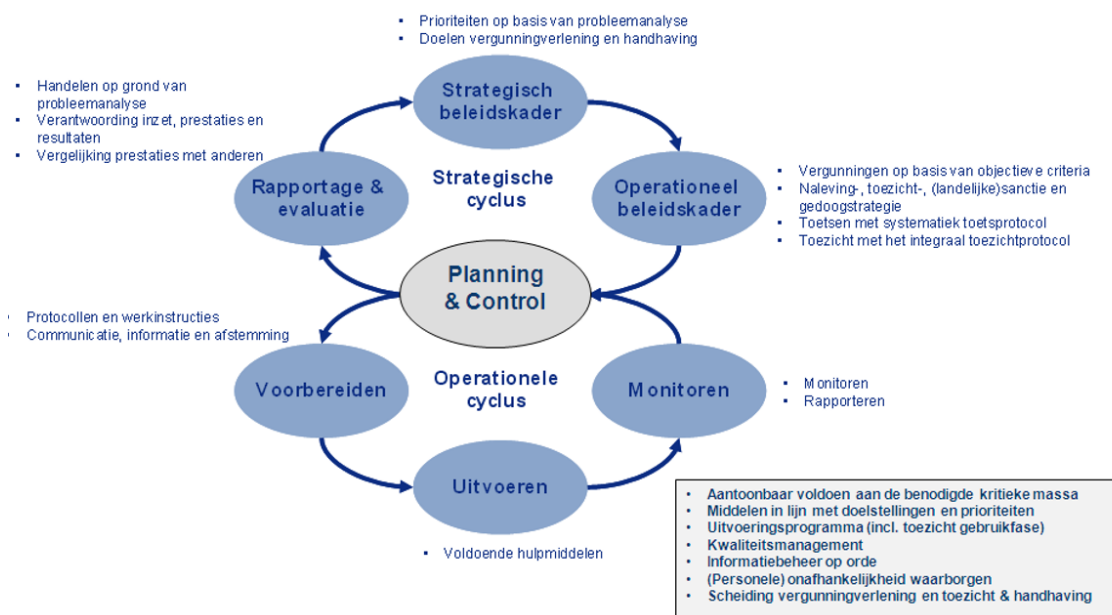 ▪ Prioriteiten op basis van probleemanalyse
▪ Doelen vergunningverlening en handhaving
▪ Handelen op grond van
probleemanalyse
▪ Verantwoording inzet, prestaties en
resultaten
▪ Vergelijking prestaties met anderen
Strategisch
beleidskader
Rapportage &
evaluatie
Strategische
cyclus
Operationeel
beleidskader
▪ Vergunningen op basis van objectieve criteria
▪ Naleving-, toezicht-, (landelijke)sanctie en
gedoogstrategie
▪ Toetsen met systematiek toetsprotocol
▪ Toezicht met het integraal toezichtprotocol
Planning
& Control
· Protocollen en werkinstructies
· Communicatie, informatie en afstemming
Voorbereiden
Operationele
cyclus
Monitoren
▪ Monitoren
▪ Rapporteren
Uitvoeren
▪ Voldoende hulpmiddelen
• Aantoonbaar voldoen aan de benodigde kritieke massa
• Middelen in lijn met doelstellingen en prioriteiten
• Uitvoeringsprogramma (incl. toezicht gebruikfase)
• Kwaliteitsmanagement
• Informatiebeheer op orde
• (Personele) onafhankelijkheid waarborgen
• Scheiding vergunningverlening en toezicht & handhaving